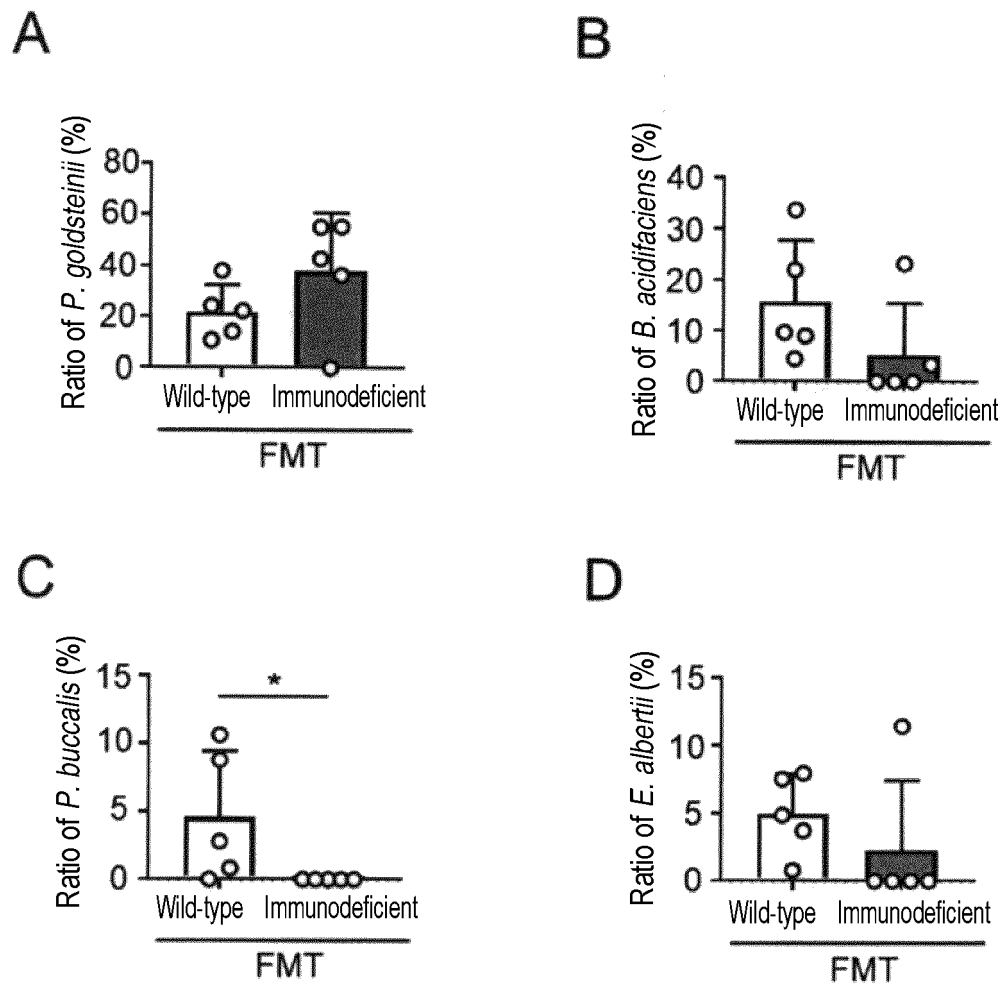 A
Ratio of P. goldsteinii (%)
80
60
40
20
0
Wild-type Immunodeficient
FMT
B
Ratio of B. acidifaciens (%)
40
30
20
10
0
Wild-type Immunodeficient
FMT
C
Ratio of P. buccalis (%)
15
10
5
0
*
Wild-type Immunodeficient
FMT
D
Ratio of E. albertii (%)
15
10
5
0
Wild-type Immunodeficient
FMT